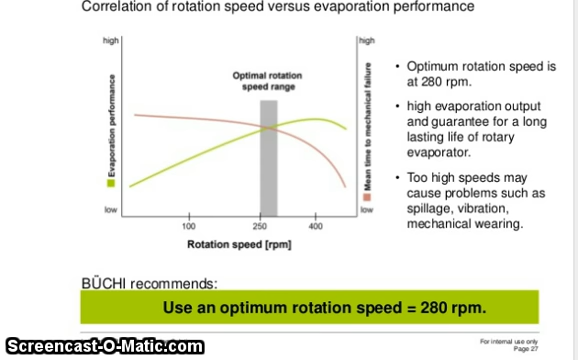 Correlation of rotation speed versus evaporation performance
high
high
Optimal rotation
speed range
Evaporation performance
Mean time to mechanical failure
low
low
100
250
400
Rotation speed [rpm]
• Optimum rotation speed is
at 280 rpm.
• high evaporation output
and guarantee for a long
lasting life of rotary
evaporator.
• Too high speeds may
cause problems such as
spillage, vibration,
mechanical wearing.
BÜCHI recommends:
Use an optimum rotation speed = 280 rpm.
For internal use only
Page 27
Screencast-O-Matic.com